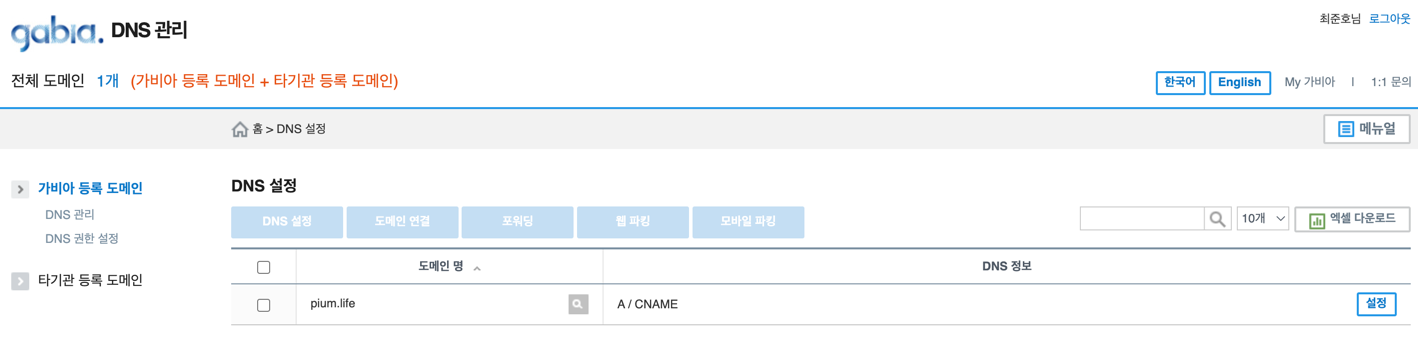 gabia. DNS 관리
최준호님 로그아웃
전체 도메인 1개 (가비아 등록 도메인 + 타기관 등록 도메인)
한국어 English My 가비아 | 1:1 문의
홈 > DNS 설정
메뉴얼
가비아 등록 도메인
DNS 관리
DNS 권한 설정
타기관 등록 도메인
DNS 설정
DNS 설정 도메인 연결 포워딩 웹 파킹 모바일 파킹
10개 엑셀 다운로드
도메인 명 DNS 정보
pium.life A / CNAME 설정